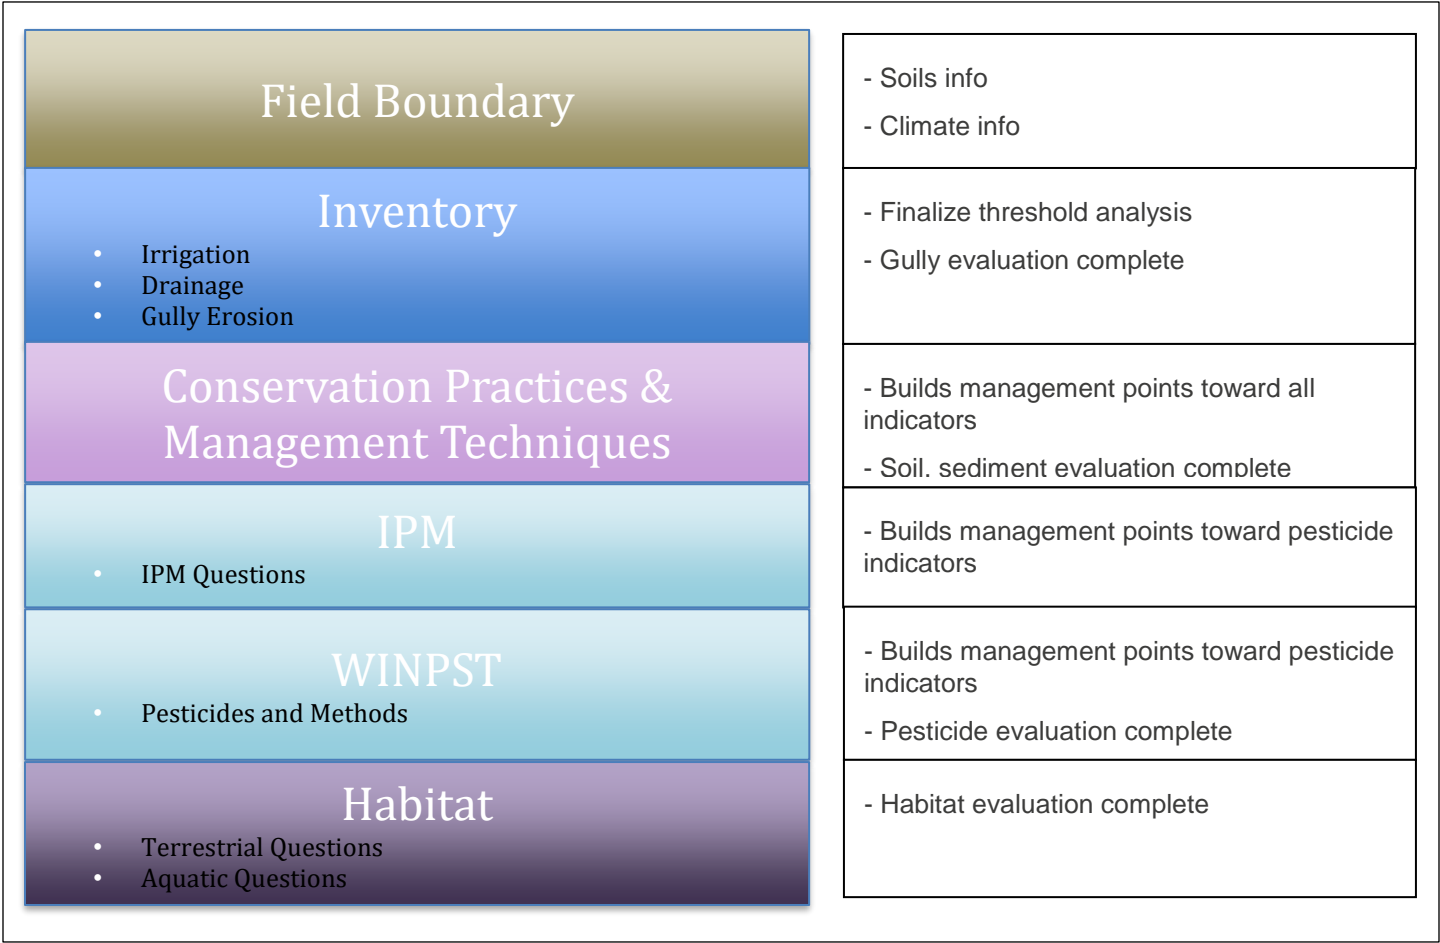 Field Boundary
- Soils info
- Climate info
Inventory
• Irrigation
• Drainage
• Gully Erosion
- Finalize threshold analysis
- Gully evaluation complete
Conservation Practices &
Management Techniques
- Builds management points toward all
indicators
- Soil. sediment evaluation complete
IPM
• IPM Questions
- Builds management points toward pesticide
indicators
WINPST
• Pesticides and Methods
- Builds management points toward pesticide
indicators
- Pesticide evaluation complete
Habitat
• Terrestrial Questions
• Aquatic Questions
- Habitat evaluation complete